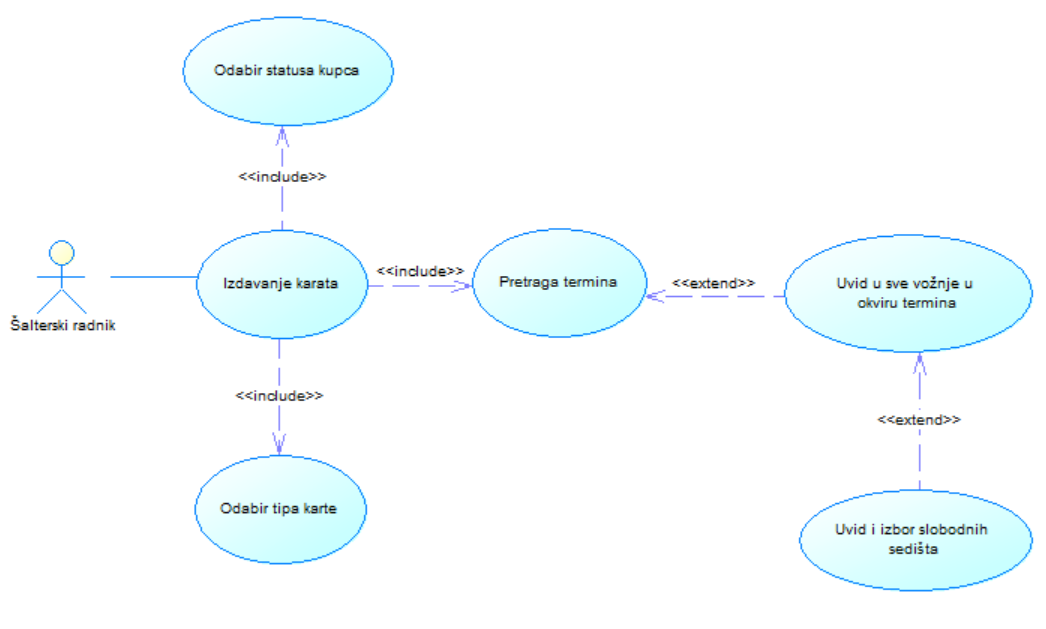 Odabir statusa kupca
<<include>>
Izdavanje karata
<<include>>
Pretraga termina
<<extend>>
Uvid u sve vožnje u
okviru termina
Šalterski radnik
<<include>>
<<extend>>
Odabir tipa karte
Uvid i izbor slobodnih
sedišta